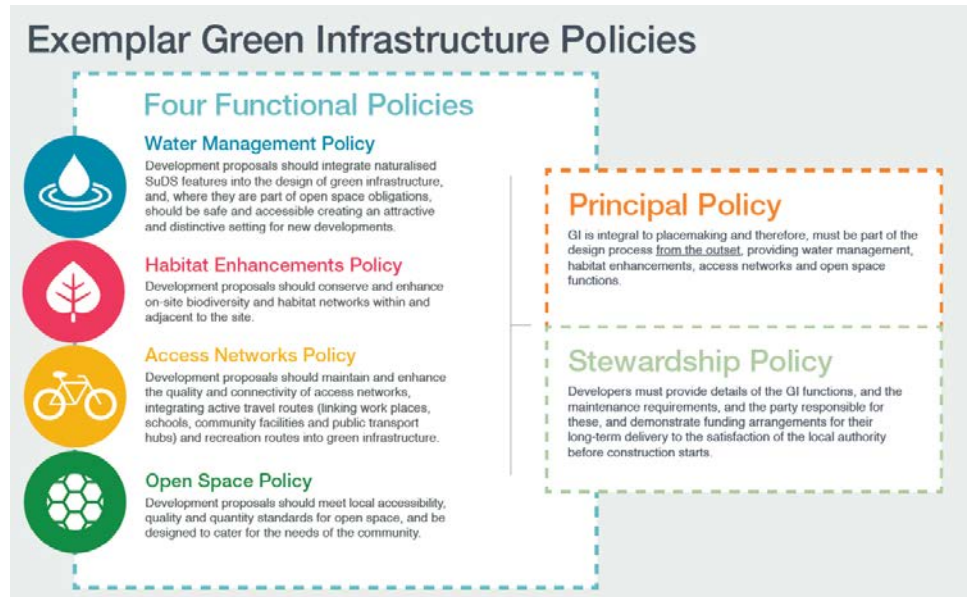 Exemplar Green Infrastructure Policies
Four Functional Policies
Water Management Policy
Development proposals should integrate naturalised
SuDS features into the design of green infrastructure,
and, where they are part of open space obligations,
should be safe and accessible creating an attractive
and distinctive setting for new developments.
Habitat Enhancements Policy
Development proposals should conserve and enhance
on-site biodiversity and habitat networks within and
adjacent to the site.
Access Networks Policy
Development proposals should maintain and enhance
the quality and connectivity of access networks,
integrating active travel routes (linking work places,
schools, community facilities and public transport
hubs) and recreation routes into green infrastructure.
Open Space Policy
Development proposals should meet local accessibility,
quality and quantity standards for open space, and be
designed to cater for the needs of the community.
Principal Policy
GI is integral to placemaking and therefore, must be part of the
design process from the outset, providing water management,
habitat enhancements, access networks and open space
functions.
Stewardship Policy
Developers must provide details of the GI functions, and the
maintenance requirements, and the party responsible for
these, and demonstrate funding arrangements for their
long-term delivery to the satisfaction of the local authority
before construction starts.